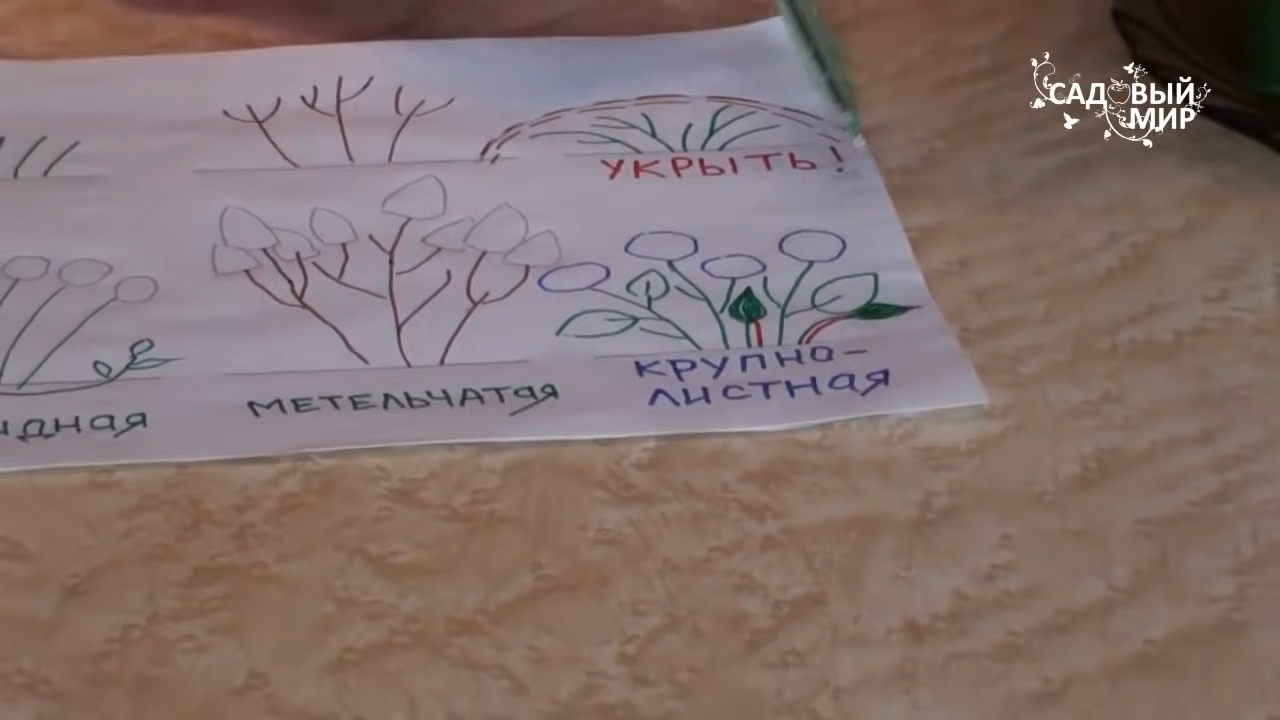 САДОВЫЙ
МИР
УКРЫТЬ!
КРУПНО-
ЛИСТНАЯ
МЕТЕЛЬЧАТАЯ